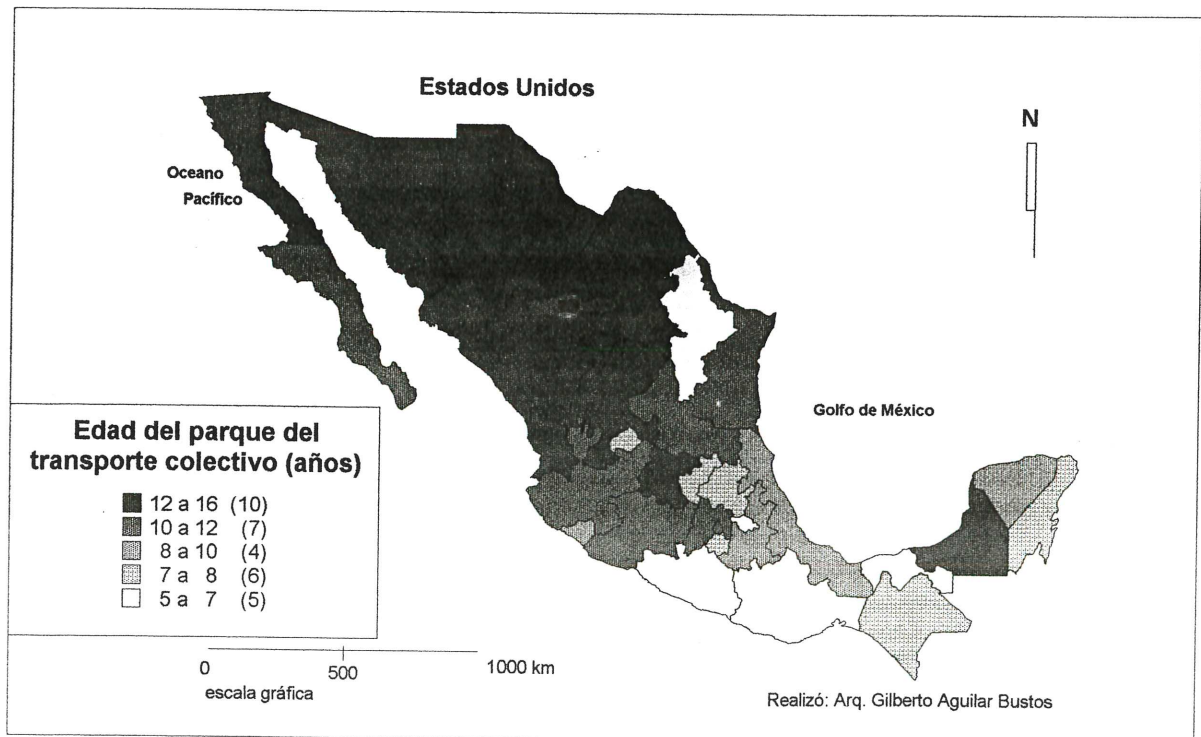 Estados Unidos
N
Oceano
Pacífico
Golfo de México
Edad del parque del
transporte colectivo (años)
12 a 16 (10)
10 a 12 (7)
8 a 10 (4)
7 a 8 (6)
5 a 7 (5)
0 500 1000 km
escala gráfica
Realizó: Arq. Gilberto Aguilar Bustos